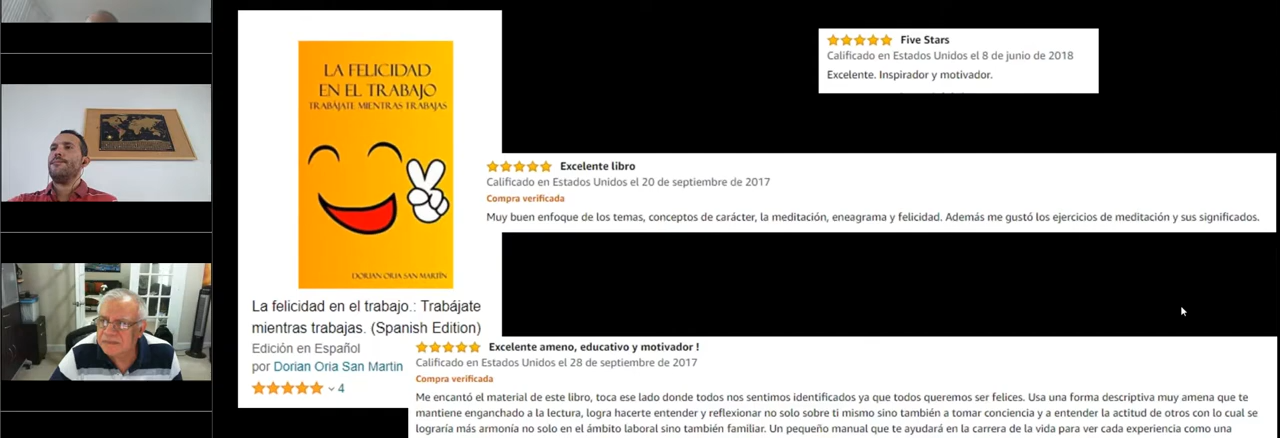 LA FELICIDAD
EN EL TRABAJO
TRABÁJATE MIENTRAS TRABAJAS
DORIAN ORIA SAN MARTÍN
La felicidad en el trabajo.: Trabájate
mientras trabajas. (Spanish Edition)
Edición en Español
por Dorian Oria San Martin
4
Five Stars
Calificado en Estados Unidos el 8 de junio de 2018
Excelente. Inspirador y motivador.
Excelente libro
Calificado en Estados Unidos el 20 de septiembre de 2017
Compra verificada
Muy buen enfoque de los temas, conceptos de carácter, la meditación, eneagrama y felicidad. Además me gustó los ejercicios de meditación y sus significados.
Excelente ameno, educativo y motivador !
Calificado en Estados Unidos el 28 de septiembre de 2017
Compra verificada
Me encantó el material de este libro, toca ese lado donde todos nos sentimos identificados ya que todos queremos ser felices. Usa una forma descriptiva muy amena que te
mantiene enganchado a la lectura, logra hacerte entender y reflexionar no solo sobre ti mismo sino también a tomar conciencia y a entender la actitud de otros con lo cual se
lograría más armonía no solo en el ámbito laboral sino también familiar. Un pequeño manual que te ayudará en la carrera de la vida para ver cada experiencia como una